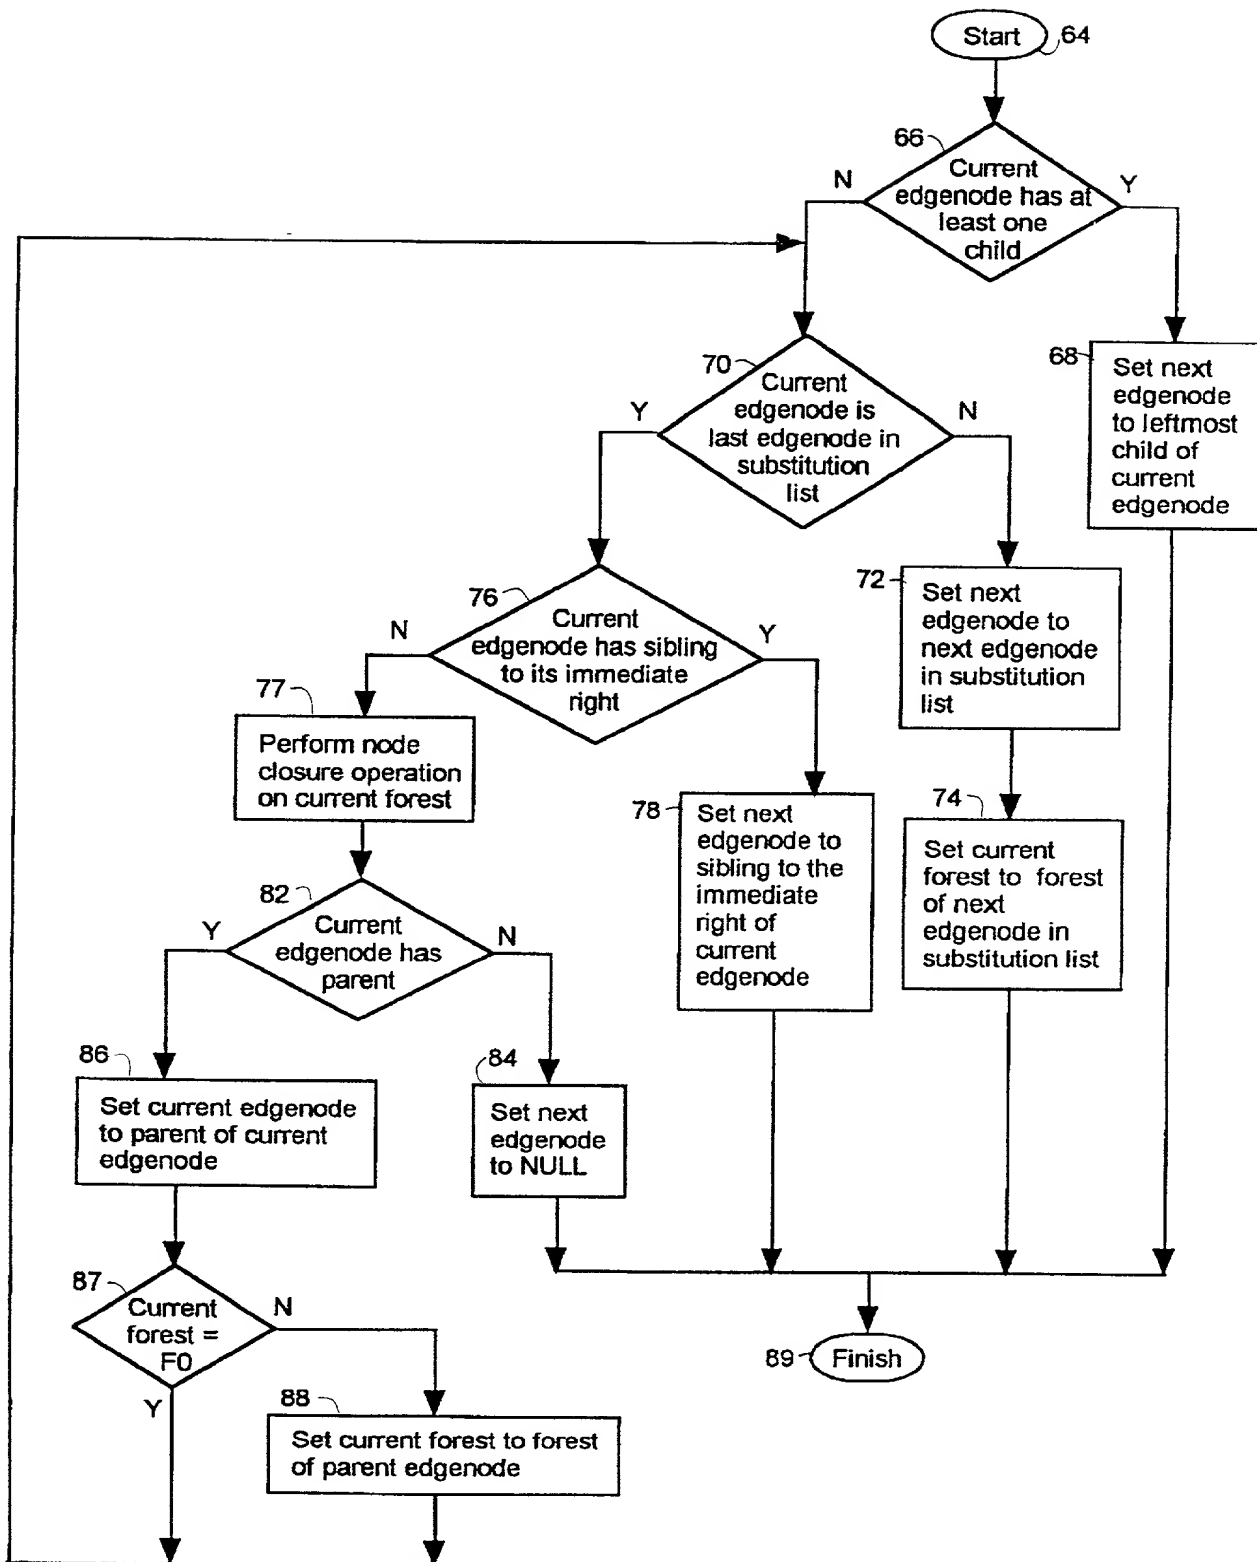 Start
64
66
Current
edgenode has at
least one
child
N
Y
70
Current
edgenode is
last edgenode in
substitution
list
Y
N
68
Set next
edgenode
to leftmost
child of
current
edgenode
76
Current
edgenode has sibling
to its immediate
right
N
Y
72
Set next
edgenode to
next edgenode
in substitution
list
77
Perform node
closure operation
on current forest
78
Set next
edgenode to
sibling to the
immediate
right of
current
edgenode
74
Set current
forest to forest
of next
edgenode in
substitution list
82
Current
edgenode has
parent
Y
N
86
Set current edgenode
to parent of current
edgenode
84
Set next
edgenode
to NULL
87
Current
forest =
F0
N
Y
89
Finish
88
Set current forest to forest
of parent edgenode